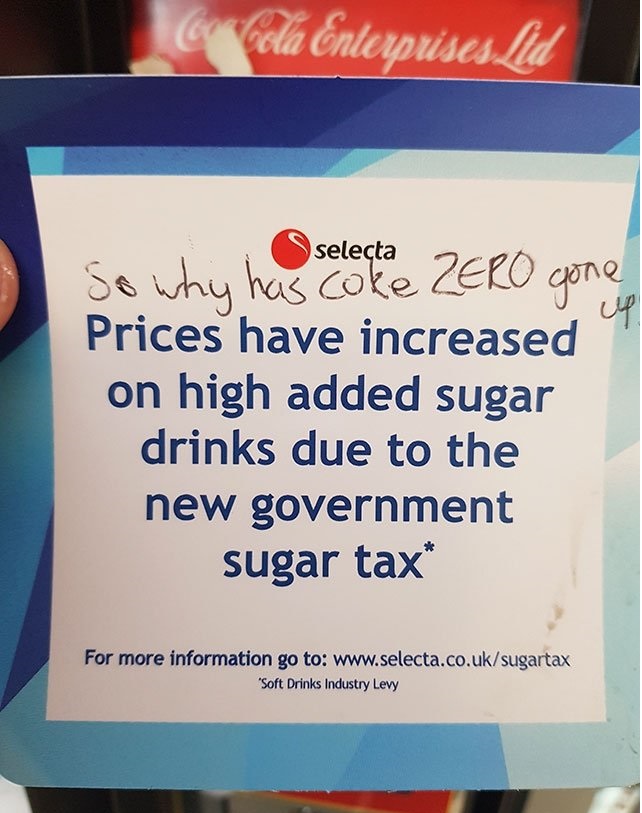 Coca-Cola Enterprises Ltd
selecta
So why has coke ZERO gone
up
Prices have increased
on high added sugar
drinks due to the
new government
sugar tax*
For more information go to: www.selecta.co.uk/sugartax
*Soft Drinks Industry Levy